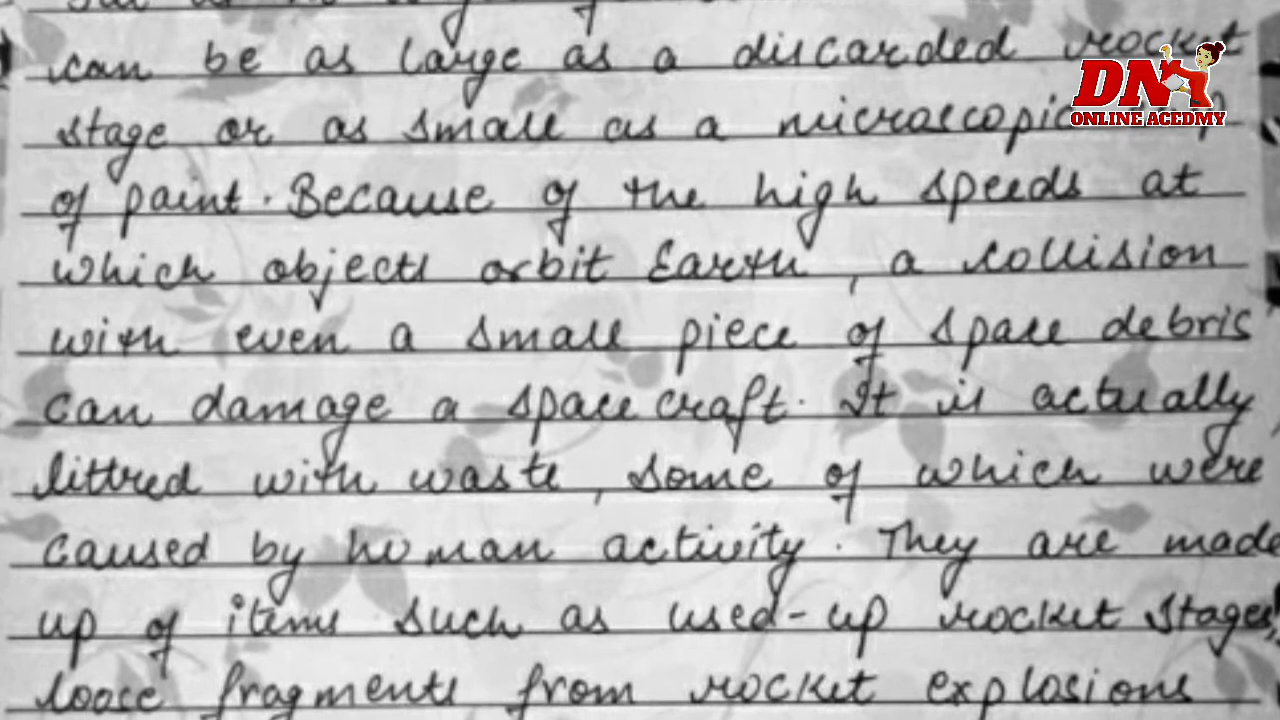 can be as large as a discarded rocket
DN
ONLINE ACEDMY
stage or as small as a microscopic
of paint. Because of the high speeds at
which objects orbit Earth, a collision
with even a small piece of space debris
can damage a spacecraft. It is actually
littred with waste, some of which were
caused by human activity. They are made
up of items such as used-up rocket stages,
loose fragments from rocket explosions